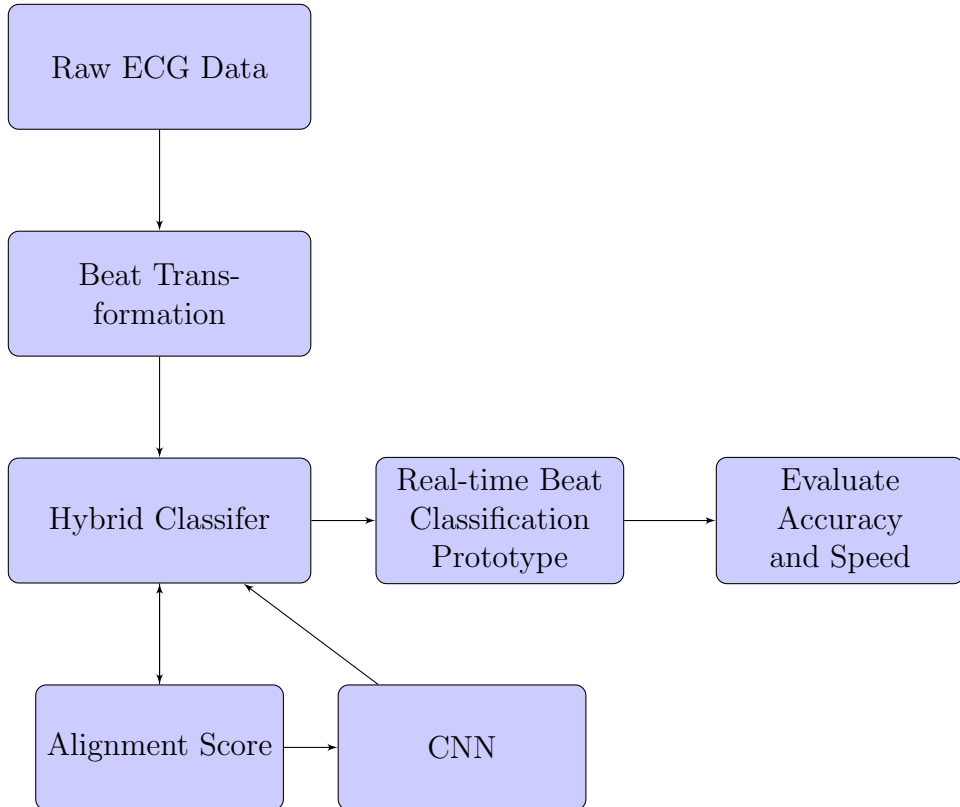 Raw ECG Data
Beat Trans-
formation
Hybrid Classifer
Real-time Beat
Classification
Prototype
Evaluate
Accuracy
and Speed
Alignment Score
CNN